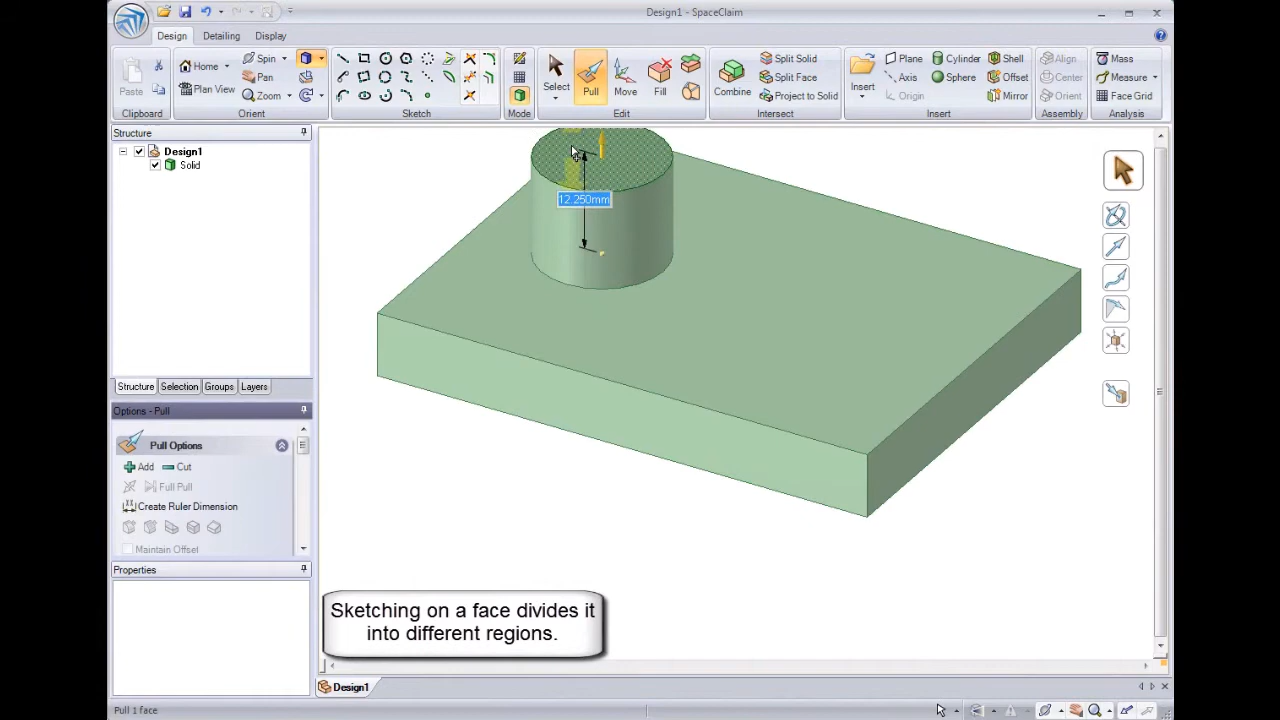 Design1 - SpaceClaim
Design Detailing Display
Paste
Clipboard
Home Spin
Plan View Pan
Zoom
Orient
Sketch
Mode
Select Pull Move Fill
Edit
Combine
Split Solid
Split Face
Project to Solid
Intersect
Insert
Plane Cylinder Shell
Axis Sphere Offset
Origin Mirror
Insert
Align
Center
Orient
Assembly
Mass
Measure
Face Grid
Analysis
Structure
Design1
Solid
Structure Selection Groups Layers
Options - Pull
Pull Options
Add Cut
Full Pull
Create Ruler Dimension
Maintain Offset
Properties
12.250mm
Sketching on a face divides it
into different regions.
Design1
Pull 1 face